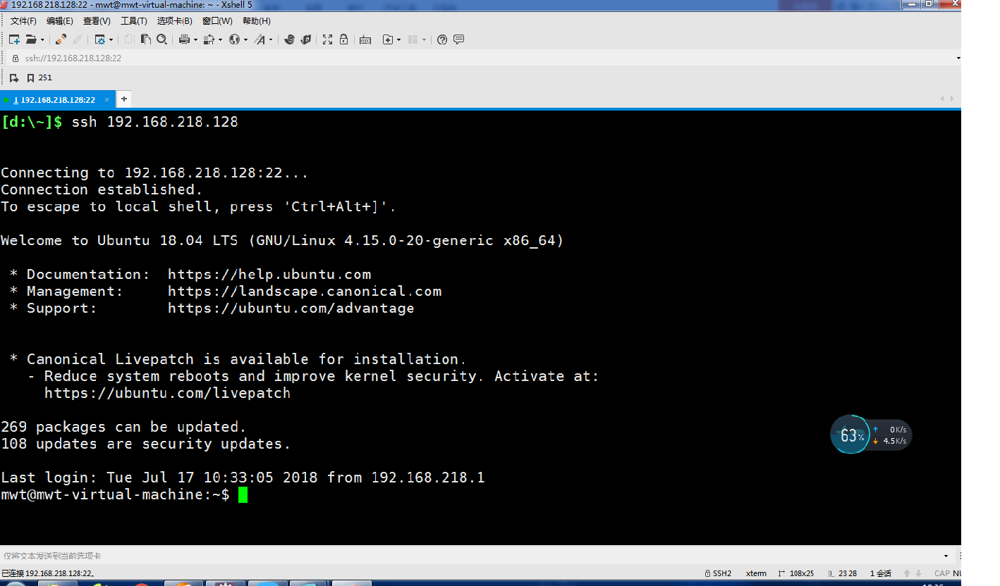 192.168.218.128:22 - mwt@mwt-virtual-machine: ~ - Xshell 5
文件(F) 编辑(E) 查看(V) 工具(T) 选项卡(B) 窗口(W) 帮助(H)
ssh://192.168.218.128:22
251
1 192.168.218.128:22 × +
[d:\~]$ ssh 192.168.218.128
Connecting to 192.168.218.128:22...
Connection established.
To escape to local shell, press 'Ctrl+Alt+]'.
Welcome to Ubuntu 18.04 LTS (GNU/Linux 4.15.0-20-generic x86_64)
* Documentation: https://help.ubuntu.com
* Management: https://landscape.canonical.com
* Support: https://ubuntu.com/advantage
* Canonical Livepatch is available for installation.
- Reduce system reboots and improve kernel security. Activate at:
https://ubuntu.com/livepatch
269 packages can be updated.
108 updates are security updates.
63% 0K/s
4.5K/s
Last login: Tue Jul 17 10:33:05 2018 from 192.168.218.1
mwt@mwt-virtual-machine:~$
仅将文本发送到当前选项卡
已连接 192.168.218.128:22。 SSH2 xterm 108x25 23,28 1 会话 CAP